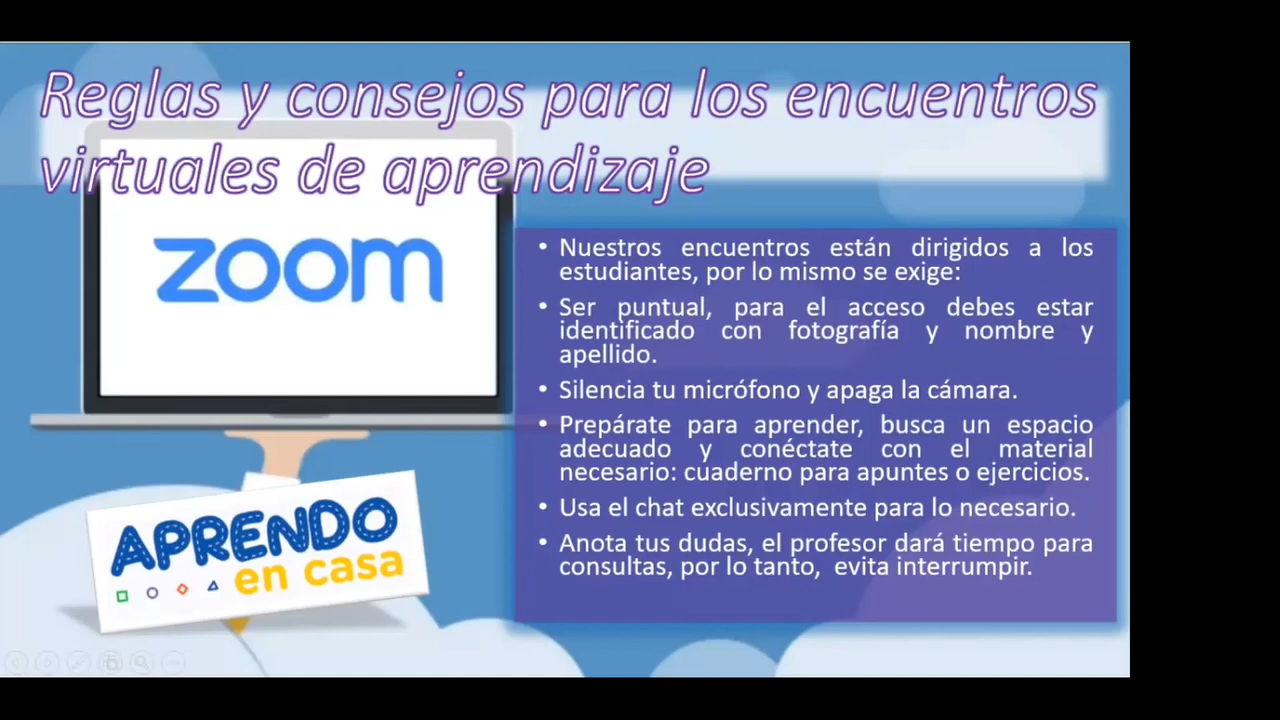 Reglas y consejos para los encuentros
virtuales de aprendizaje
zoom
• Nuestros encuentros están dirigidos a los
estudiantes, por lo mismo se exige:
• Ser puntual, para el acceso debes estar
identificado con fotografía y nombre y
apellido.
• Silencia tu micrófono y apaga la cámara.
• Prepárate para aprender, busca un espacio
adecuado y conéctate con el material
necesario: cuaderno para apuntes o ejercicios.
• Usa el chat exclusivamente para lo necesario.
• Anota tus dudas, el profesor dará tiempo para
consultas, por lo tanto, evita interrumpir.
APRENDO
en casa